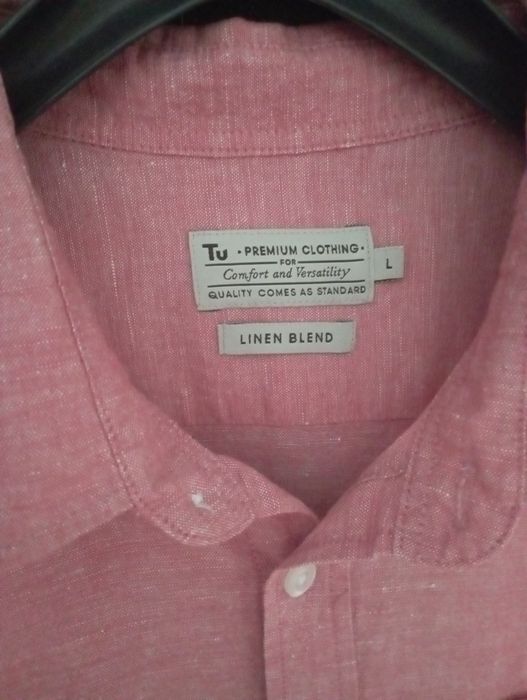 Tu • PREMIUM CLOTHING •
FOR
Comfort and Versatility
QUALITY COMES AS STANDARD
L
LINEN BLEND